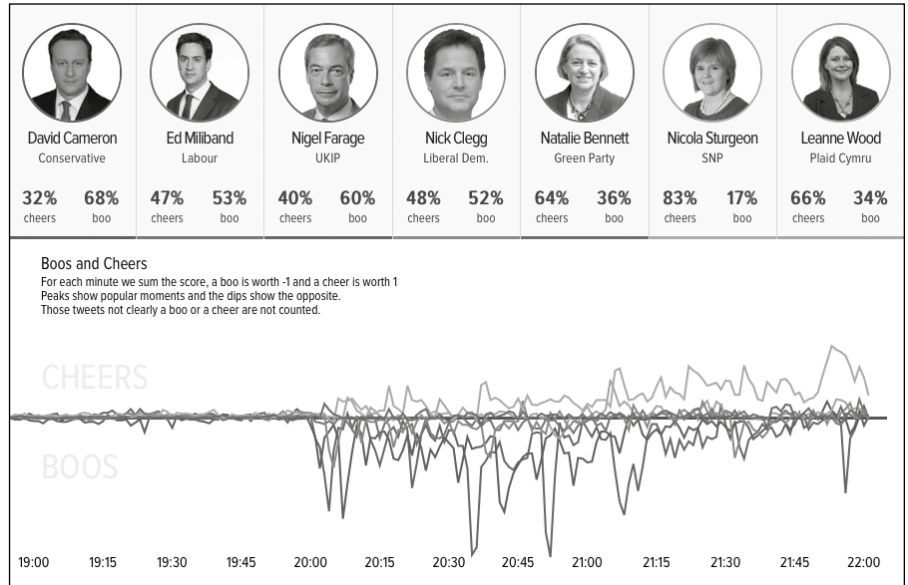 David Cameron
Conservative
32% 68%
cheers boo
Ed Miliband
Labour
47% 53%
cheers boo
Nigel Farage
UKIP
40% 60%
cheers boo
Nick Clegg
Liberal Dem.
48% 52%
cheers boo
Natalie Bennett
Green Party
64% 36%
cheers boo
Nicola Sturgeon
SNP
83% 17%
cheers boo
Leanne Wood
Plaid Cymru
66% 34%
cheers boo
Boos and Cheers
For each minute we sum the score, a boo is worth -1 and a cheer is worth 1
Peaks show popular moments and the dips show the opposite.
Those tweets not clearly a boo or a cheer are not counted.
CHEERS
BOOS
19:00 19:15 19:30 19:45 20:00 20:15 20:30 20:45 21:00 21:15 21:30 21:45 22:00